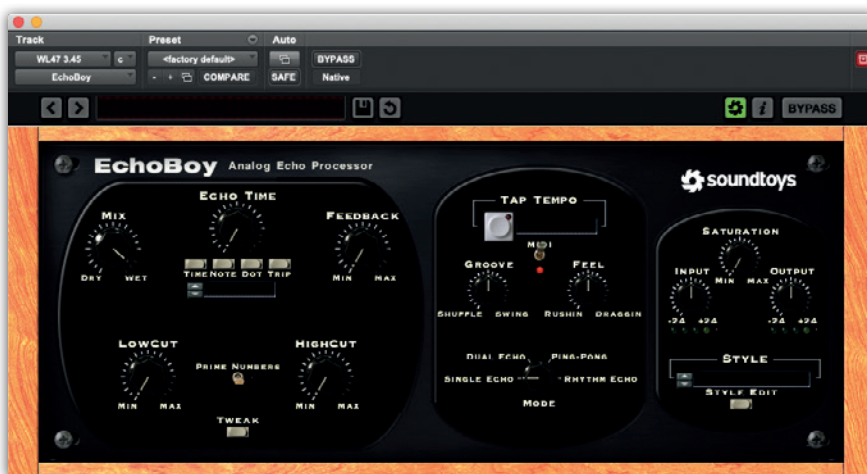 Track Preset Auto
WL47 3.45 c <factory default> BYPASS
EchoBoy - + COMPARE SAFE Native
BYPASS
EchoBoy Analog Echo Processor
soundtoys
MIX
DRY WET
ECHO TIME
TIME NOTE DOT TRIP
FEEDBACK
MIN MAX
LOWCUT
MIN MAX
PRIME NUMBERS
TWEAK
HIGHCUT
MIN MAX
TAP TEMPO
MIDI
GROOVE
SHUFFLE SWING
FEEL
RUSHIN DRAGGIN
DUAL ECHO PING-PONG
SINGLE ECHO RHYTHM ECHO
MODE
SATURATION
MIN MAX
INPUT
-24 +24
OUTPUT
-24 +24
STYLE
STYLE EDIT